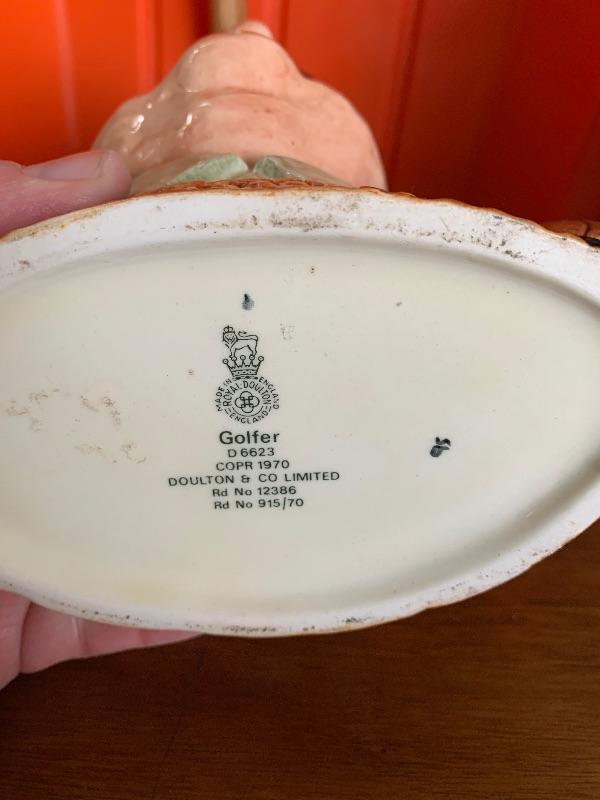 MADE IN ENGLAND
ROYAL DOULTON
ENGLAND
Golfer
D 6623
COPR 1970
DOULTON & CO LIMITED
Rd No 12386
Rd No 915/70